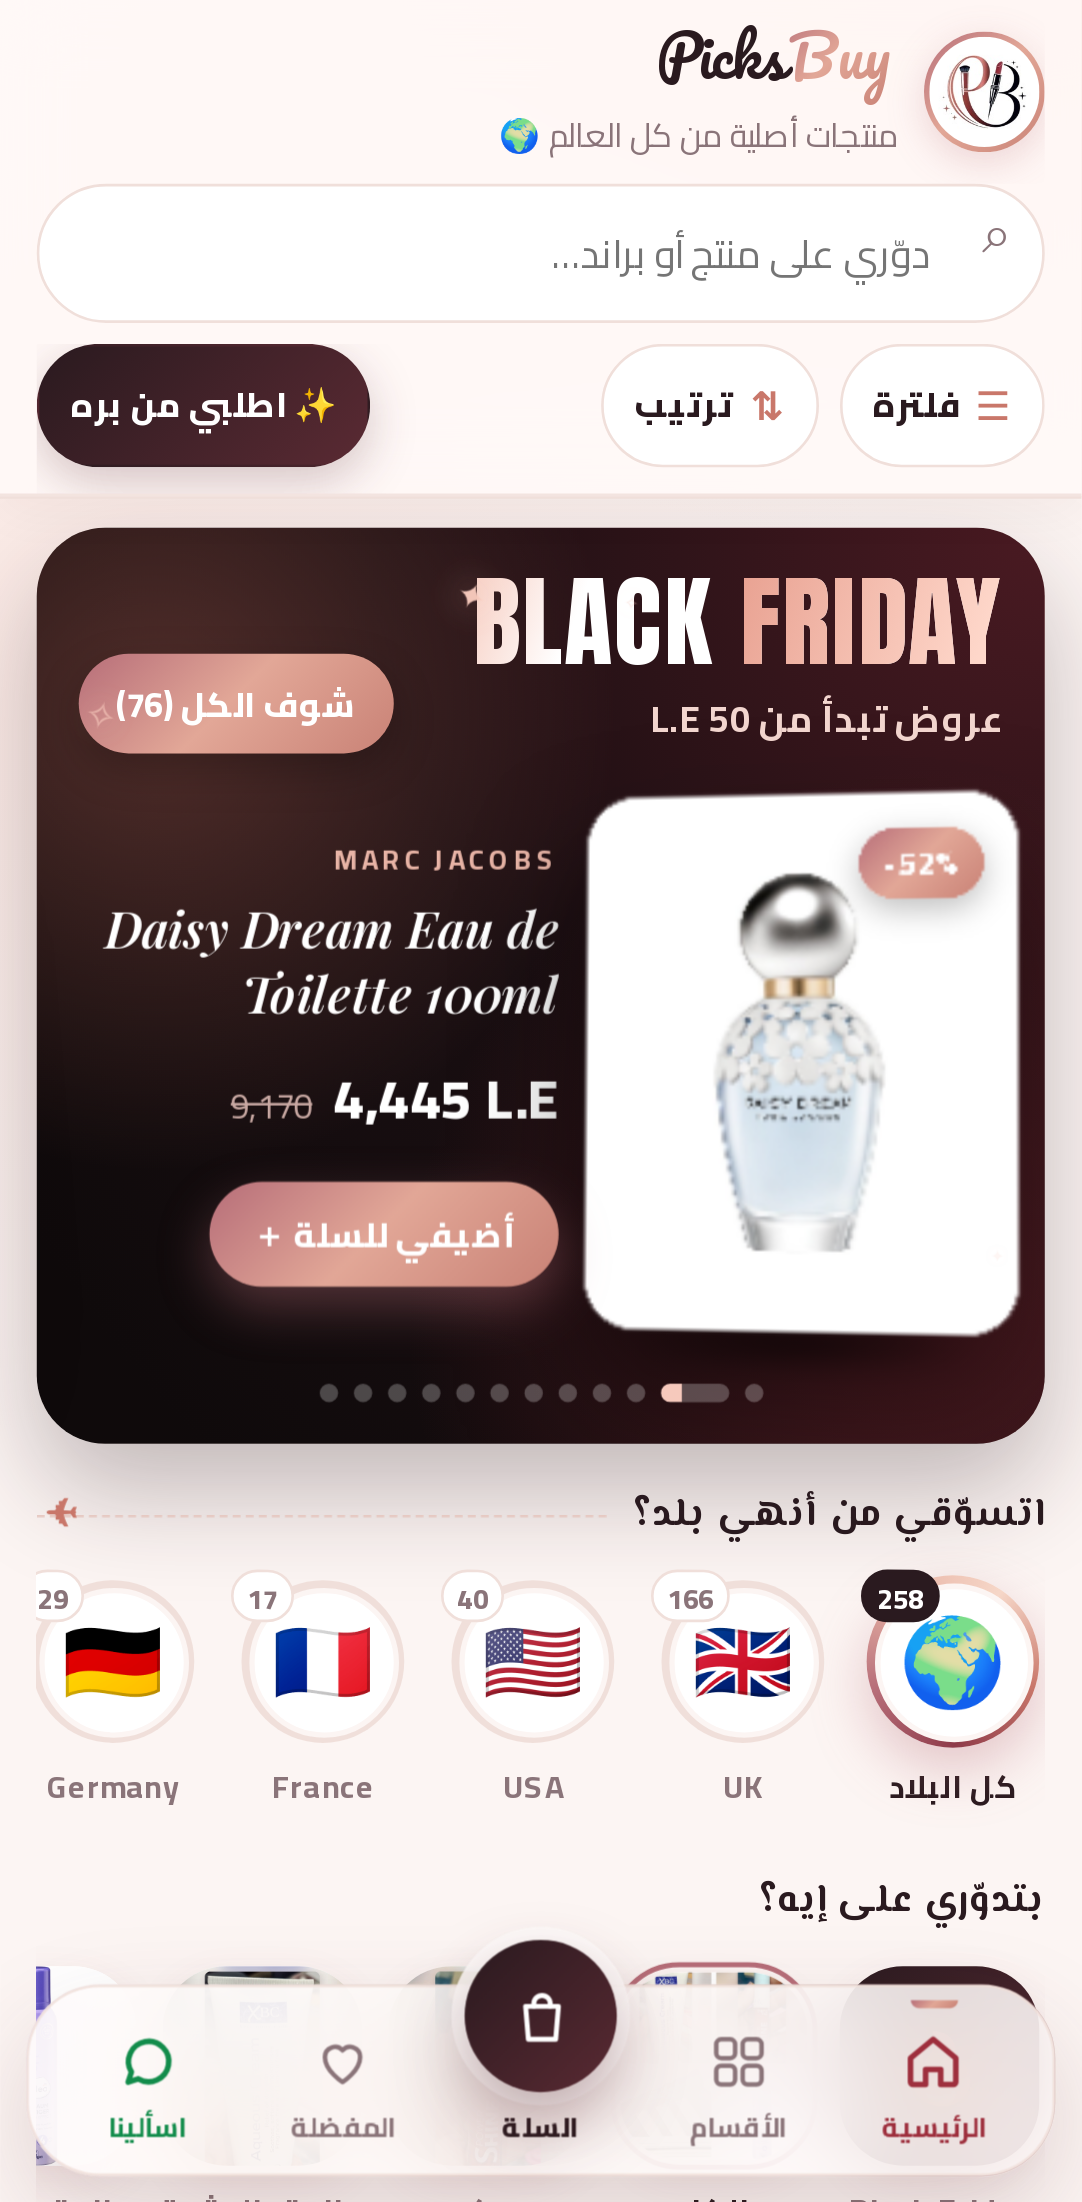 PicksBuy
منتجات أصلية من كل العالم 🌍
دوّري على منتج أو براند...
☰ فلترة
⇅ ترتيب
✨ اطلبي من بره
BLACK FRIDAY
عروض تبدأ من 50 L.E
شوف الكل (76)
-52%
MARC JACOBS
Daisy Dream Eau de
Toilette 100ml
4,445 L.E 9,170
أضيفي للسلة +
اتسوّقي من أنهي بلد؟
258
166
40
17
29
كل البلاد
UK
USA
France
Germany
بتدوّري على إيه؟
الرئيسية
الأقسام
السلة
المفضلة
اسألينا